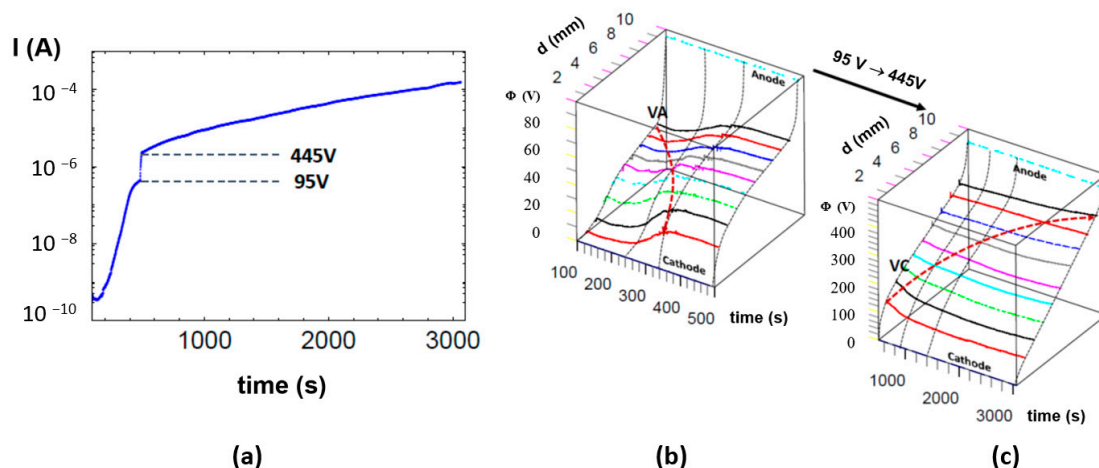 I (A)
10⁻⁴
10⁻⁶
10⁻⁸
10⁻¹⁰
445V
95V
1000
2000
3000
time (s)
(a)
d (mm)
10
8
6
4
2
Φ (V)
80
60
40
20
0
VA
Anode
Cathode
100
200
300
400
500
time (s)
(b)
95 V → 445V
d (mm)
10
8
6
4
2
Φ (V)
400
300
200
100
0
VC
Anode
Cathode
1000
2000
3000
time (s)
(c)